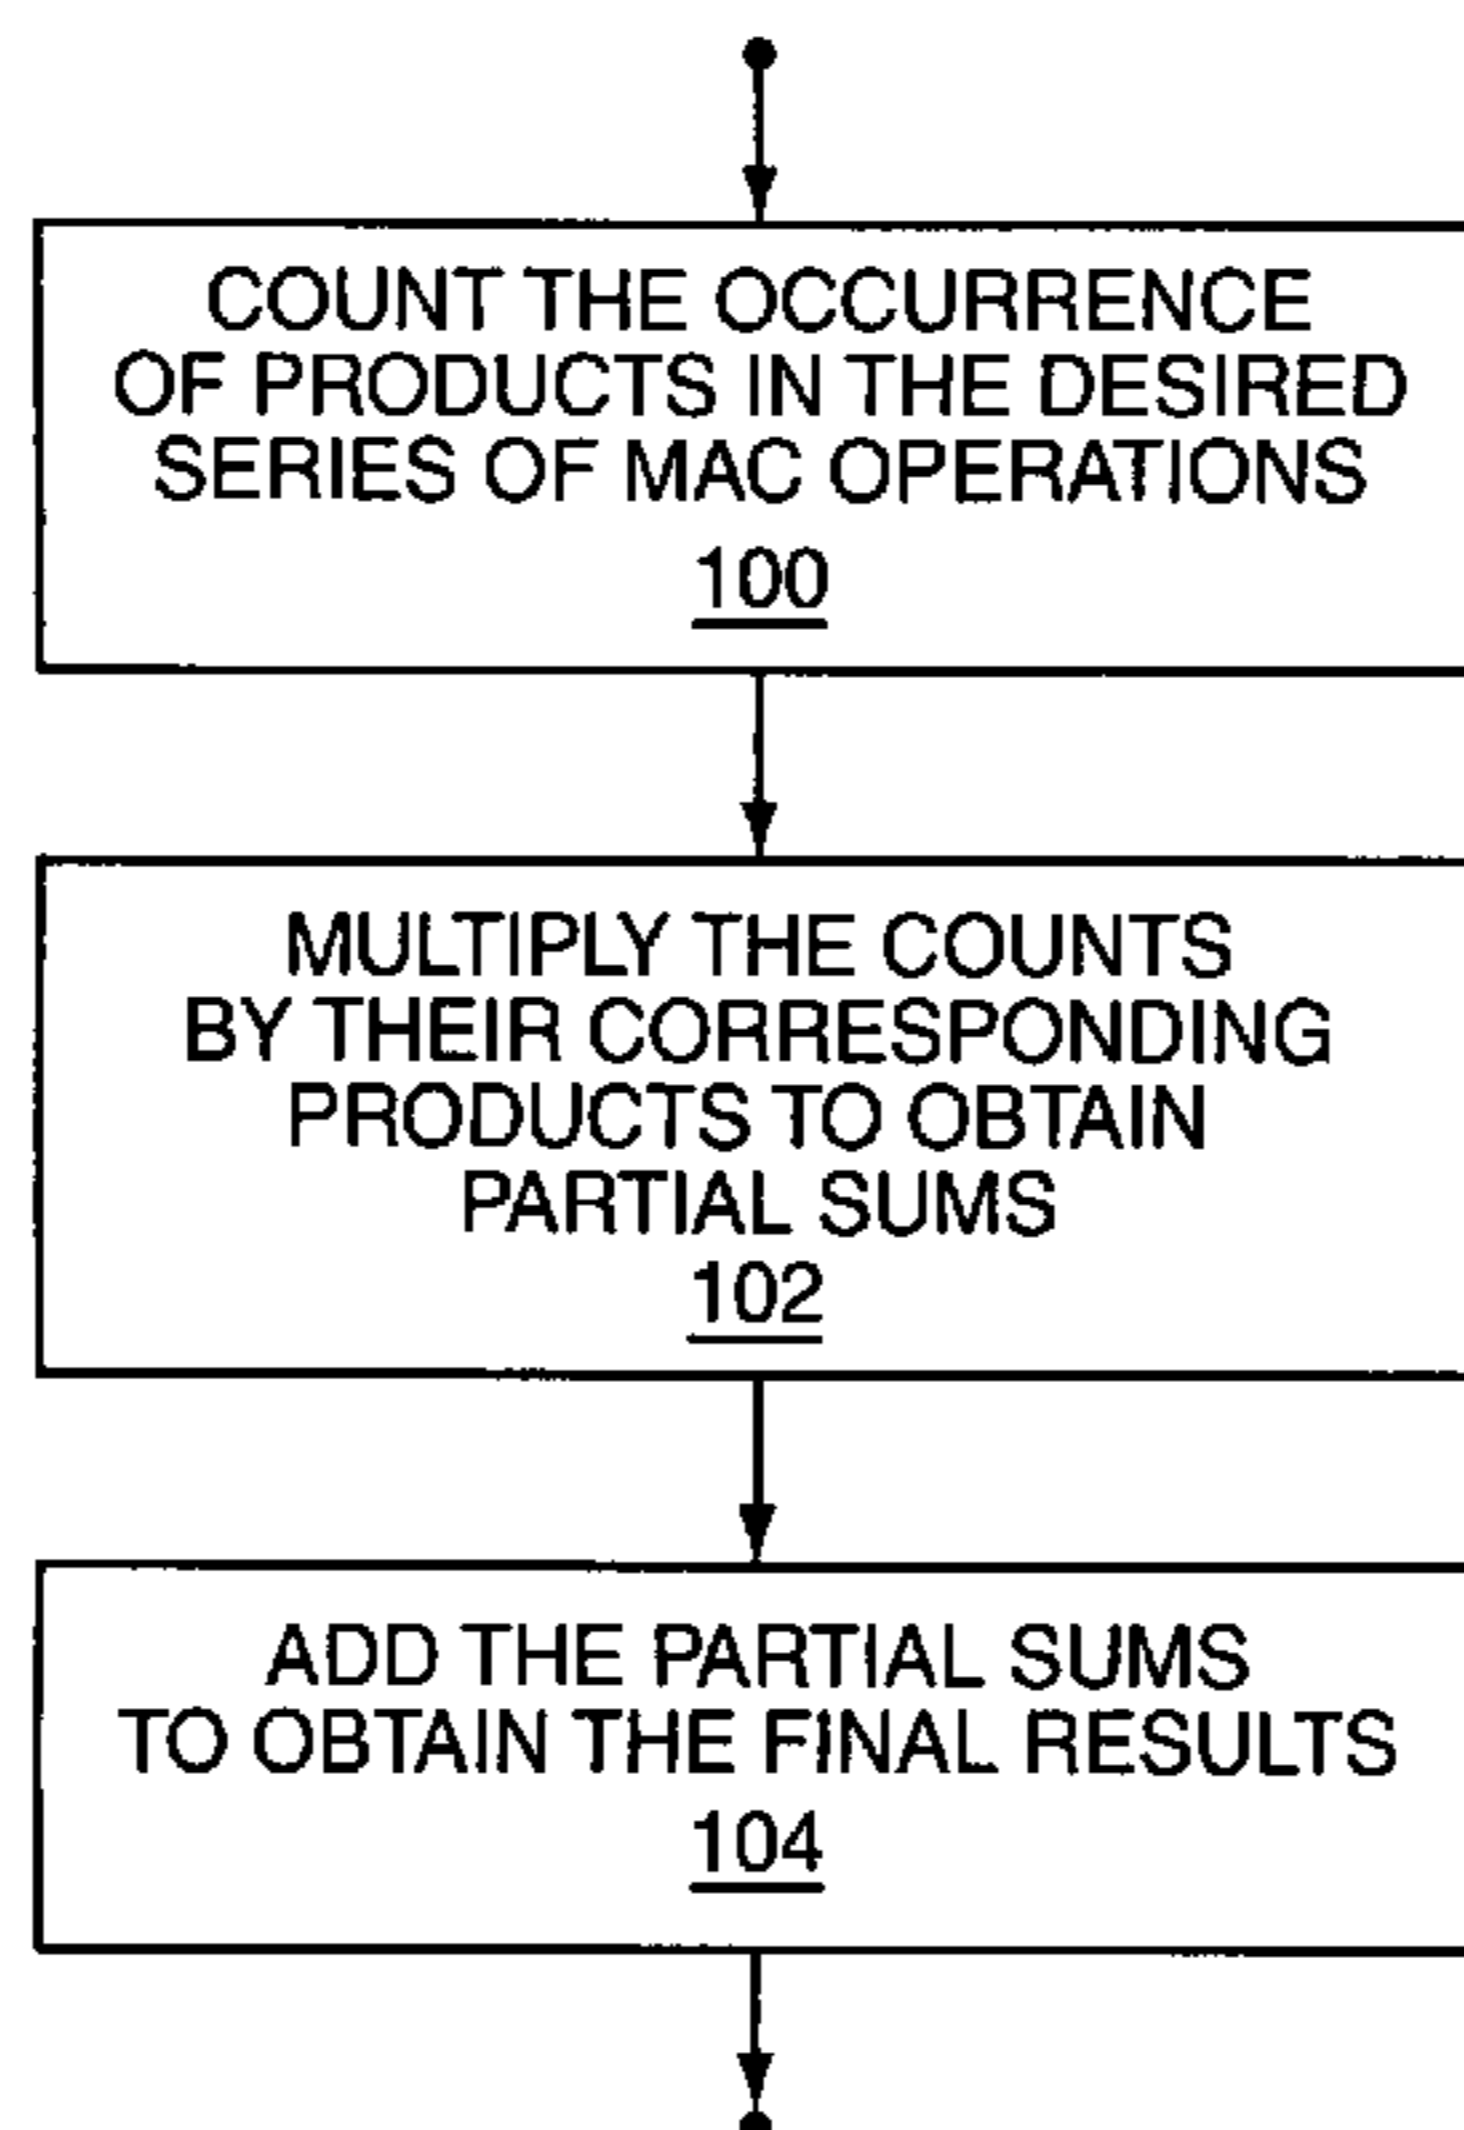 COUNT THE OCCURRENCE
OF PRODUCTS IN THE DESIRED
SERIES OF MAC OPERATIONS
100
MULTIPLY THE COUNTS
BY THEIR CORRESPONDING
PRODUCTS TO OBTAIN
PARTIAL SUMS
102
ADD THE PARTIAL SUMS
TO OBTAIN THE FINAL RESULTS
104